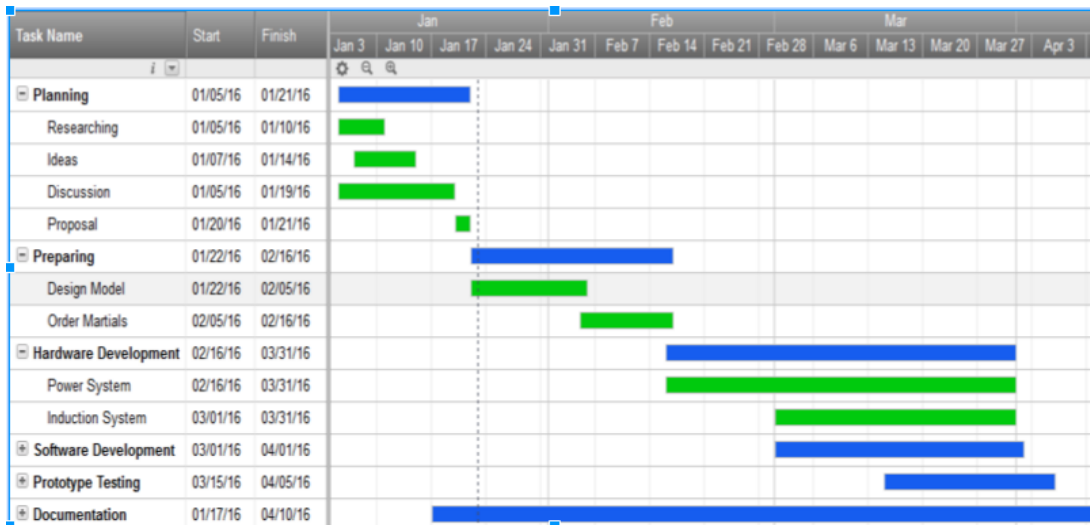 Jan Feb Mar
Task Name Start Finish
Jan 3 Jan 10 Jan 17 Jan 24 Jan 31 Feb 7 Feb 14 Feb 21 Feb 28 Mar 6 Mar 13 Mar 20 Mar 27 Apr 3
i
Planning 01/05/16 01/21/16
Researching 01/05/16 01/10/16
Ideas 01/07/16 01/14/16
Discussion 01/05/16 01/19/16
Proposal 01/20/16 01/21/16
Preparing 01/22/16 02/16/16
Design Model 01/22/16 02/05/16
Order Martials 02/05/16 02/16/16
Hardware Development 02/16/16 03/31/16
Power System 02/16/16 03/31/16
Induction System 03/01/16 03/31/16
Software Development 03/01/16 04/01/16
Prototype Testing 03/15/16 04/05/16
Documentation 01/17/16 04/10/16